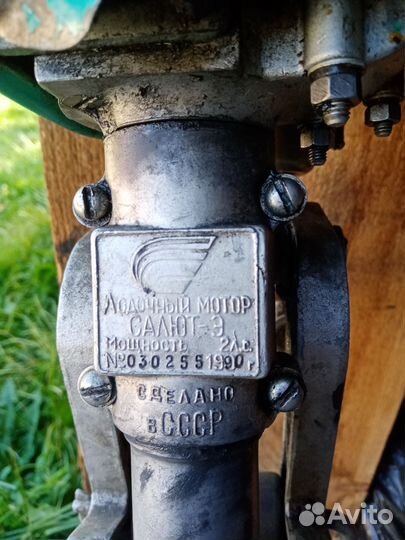 Лодочный мотор
САЛЮТ-Э
Мощность 2л.с.
№030255 1990г
СДЕЛАНО
в СССР
Avito